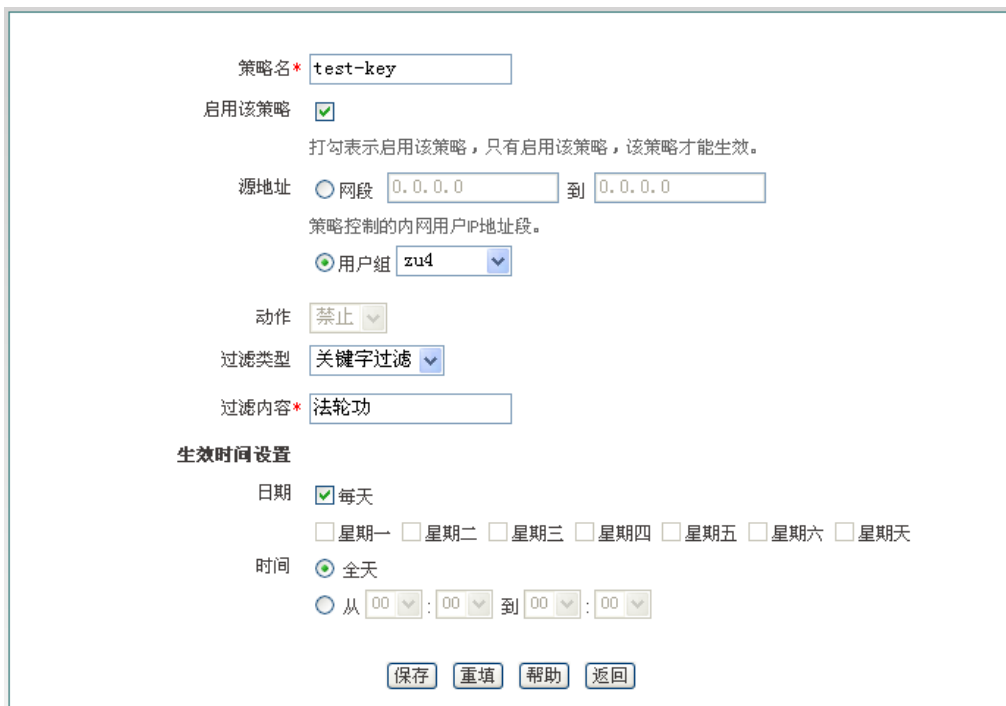 策略名* test-key
启用该策略
打勾表示启用该策略，只有启用该策略，该策略才能生效。
源地址 网段 0.0.0.0 到 0.0.0.0
策略控制的内网用户IP地址段。
用户组 zu4
动作 禁止
过滤类型 关键字过滤
过滤内容* 法轮功
生效时间设置
日期 每天
星期一 星期二 星期三 星期四 星期五 星期六 星期天
时间 全天
从 00 : 00 到 00 : 00
保存 重填 帮助 返回